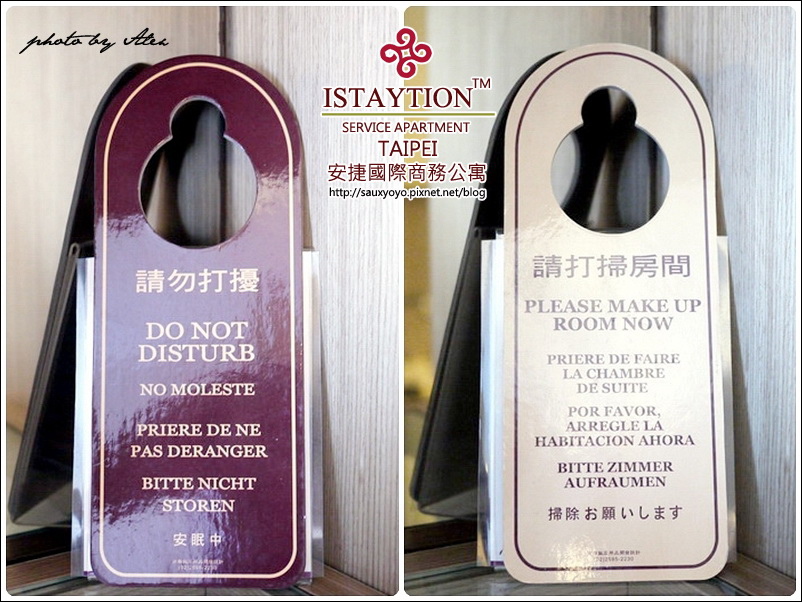 photo by Alex
ISTAYTION™
SERVICE APARTMENT
TAIPEI
安捷國際商務公寓
http://sauxyoyo.pixnet.net/blog
請勿打擾
DO NOT
DISTURB
NO MOLESTE
PRIERE DE NE
PAS DERANGER
BITTE NICHT
STOREN
安眠中
請打掃房間
PLEASE MAKE UP
ROOM NOW
PRIERE DE FAIRE
LA CHAMBRE
DE SUITE
POR FAVOR,
ARREGLE LA
HABITACION AHORA
BITTE ZIMMER
AUFRAUMEN
掃除お願いします